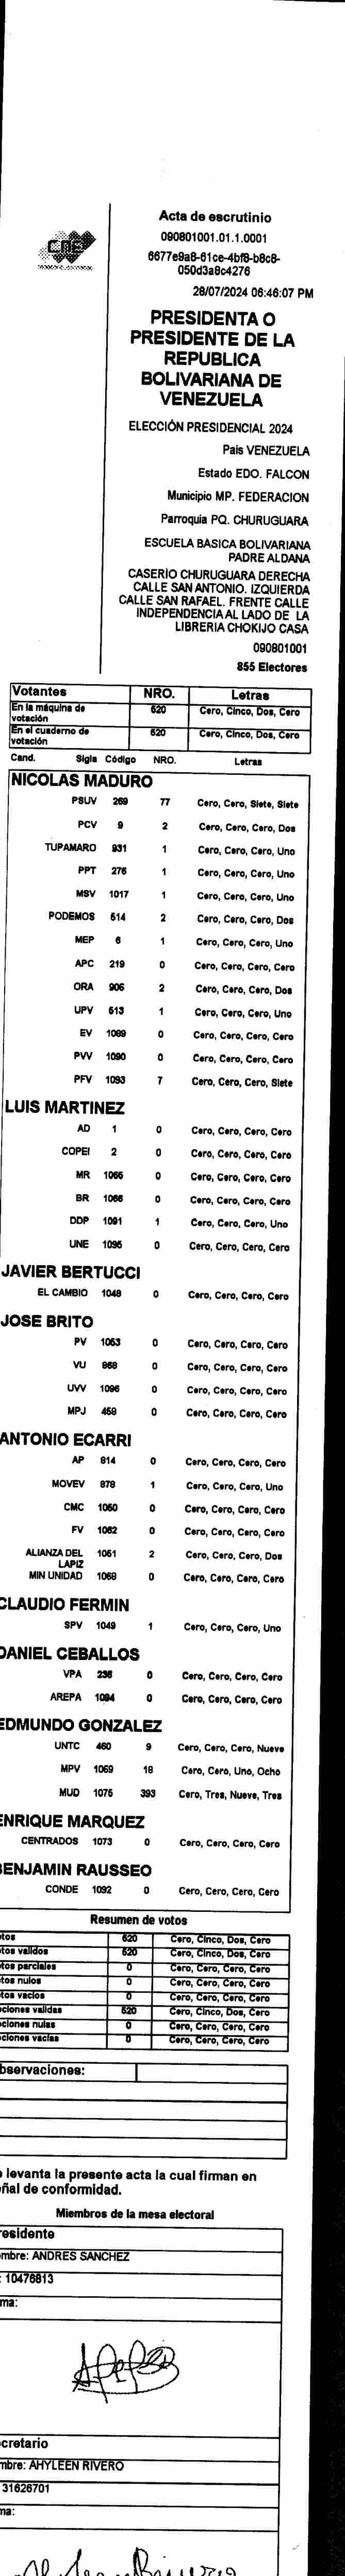 CNE
Acta de escrutinio
090801001.01.1.0001
6677e9a8-61ce-4bf8-b8c8-
050d3a8c4276
28/07/2024 06:46:07 PM
PRESIDENTA O
PRESIDENTE DE LA
REPUBLICA
BOLIVARIANA DE
VENEZUELA
ELECCIÓN PRESIDENCIAL 2024
Pais VENEZUELA
Estado EDO. FALCON
Municipio MP. FEDERACION
Parroquia PQ. CHURUGUARA
ESCUELA BASICA BOLIVARIANA
PADRE ALDANA
CASERIO CHURUGUARA DERECHA
CALLE SAN ANTONIO. IZQUIERDA
CALLE SAN RAFAEL. FRENTE CALLE
INDEPENDENCIA AL LADO DE LA
LIBRERIA CHOKIJO CASA
090801001
855 Electores
Votantes NRO. Letras
En la máquina de votación 520 Cero, Cinco, Dos, Cero
En el cuaderno de votación 520 Cero, Cinco, Dos, Cero
Cand. Sigla Código NRO. Letras
NICOLAS MADURO
PSUV 269 77 Cero, Cero, Siete, Siete
PCV 9 2 Cero, Cero, Cero, Dos
TUPAMARO 931 1 Cero, Cero, Cero, Uno
PPT 276 1 Cero, Cero, Cero, Uno
MSV 1017 1 Cero, Cero, Cero, Uno
PODEMOS 514 2 Cero, Cero, Cero, Dos
MEP 6 1 Cero, Cero, Cero, Uno
APC 219 0 Cero, Cero, Cero, Cero
ORA 906 2 Cero, Cero, Cero, Dos
UPV 513 1 Cero, Cero, Cero, Uno
EV 1089 0 Cero, Cero, Cero, Cero
PVV 1090 0 Cero, Cero, Cero, Cero
PFV 1093 7 Cero, Cero, Cero, Siete
LUIS MARTINEZ
AD 1 0 Cero, Cero, Cero, Cero
COPEI 2 0 Cero, Cero, Cero, Cero
MR 1055 0 Cero, Cero, Cero, Cero
BR 1066 0 Cero, Cero, Cero, Cero
DDP 1091 1 Cero, Cero, Cero, Uno
UNE 1095 0 Cero, Cero, Cero, Cero
JAVIER BERTUCCI
EL CAMBIO 1048 0 Cero, Cero, Cero, Cero
JOSE BRITO
PV 1053 0 Cero, Cero, Cero, Cero
VU 968 0 Cero, Cero, Cero, Cero
UVV 1096 0 Cero, Cero, Cero, Cero
MPJ 459 0 Cero, Cero, Cero, Cero
ANTONIO ECARRI
AP 814 0 Cero, Cero, Cero, Cero
MOVEV 978 1 Cero, Cero, Cero, Uno
CMC 1050 0 Cero, Cero, Cero, Cero
FV 1062 0 Cero, Cero, Cero, Cero
ALIANZA DEL LAPIZ 1051 2 Cero, Cero, Cero, Dos
MIN UNIDAD 1068 0 Cero, Cero, Cero, Cero
CLAUDIO FERMIN
SPV 1049 1 Cero, Cero, Cero, Uno
DANIEL CEBALLOS
VPA 236 0 Cero, Cero, Cero, Cero
AREPA 1084 0 Cero, Cero, Cero, Cero
EDMUNDO GONZALEZ
UNTC 460 9 Cero, Cero, Cero, Nueve
MPV 1069 18 Cero, Cero, Uno, Ocho
MUD 1075 393 Cero, Tres, Nueve, Tres
ENRIQUE MARQUEZ
CENTRADOS 1073 0 Cero, Cero, Cero, Cero
BENJAMIN RAUSSEO
CONDE 1092 0 Cero, Cero, Cero, Cero
Resumen de votos
tos 520 Cero, Cinco, Dos, Cero
tos validos 520 Cero, Cinco, Dos, Cero
tos parciales 0 Cero, Cero, Cero, Cero
tos nulos 0 Cero, Cero, Cero, Cero
tos vacios 0 Cero, Cero, Cero, Cero
ciones validas 520 Cero, Cinco, Dos, Cero
ciones nulas 0 Cero, Cero, Cero, Cero
ciones vacías 0 Cero, Cero, Cero, Cero
bservaciones:
levanta la presente acta la cual firman en
ñal de conformidad.
Miembros de la mesa electoral
residente
mbre: ANDRES SANCHEZ
: 10476813
ma:
cretario
mbre: AHYLEEN RIVERO
31626701
ma: